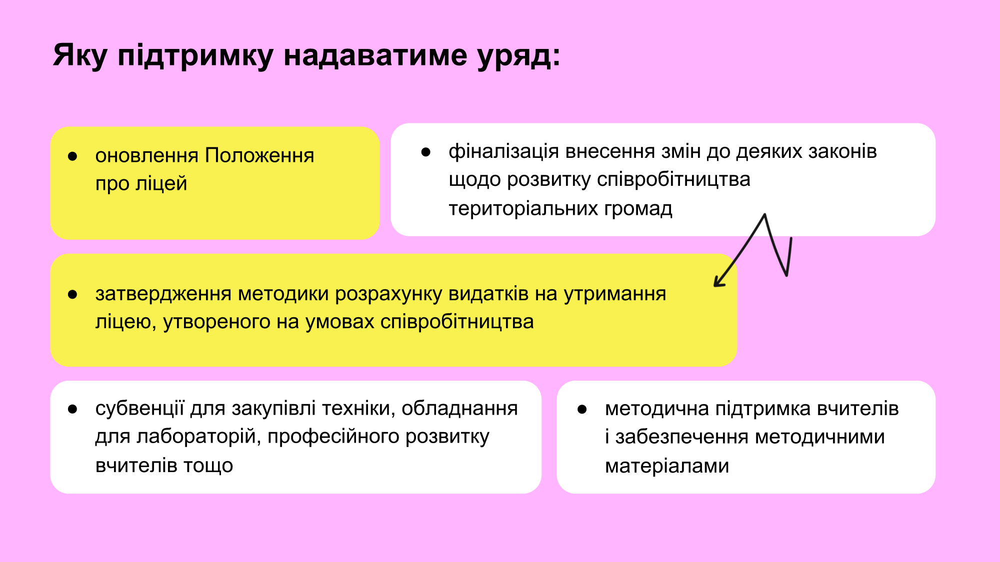 Яку підтримку надаватиме уряд:
● оновлення Положення
про ліцей
● фіналізація внесення змін до деяких законів
щодо розвитку співробітництва
територіальних громад
● затвердження методики розрахунку видатків на утримання
ліцею, утвореного на умовах співробітництва
● субвенції для закупівлі техніки, обладнання
для лабораторій, професійного розвитку
вчителів тощо
● методична підтримка вчителів
і забезпечення методичними
матеріалами